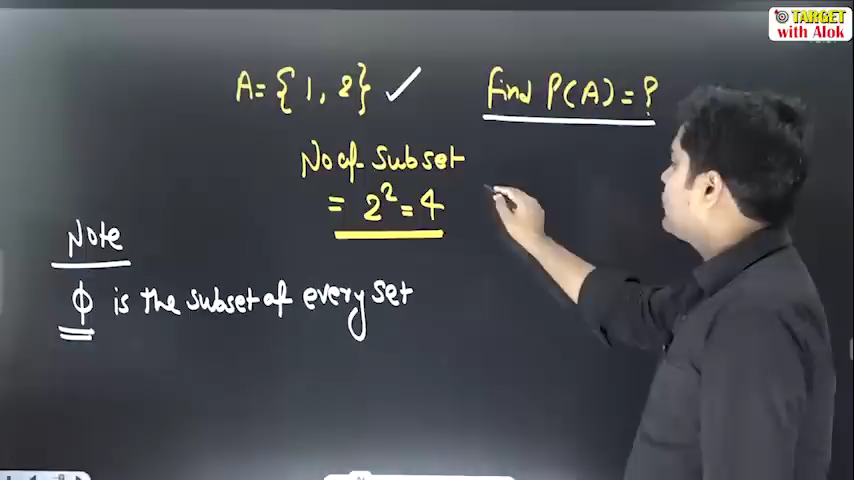 TARGET
with Alok
A = { 1, 2 } ✓
Find P(A) = ?
No of Subset
= 2² = 4
Note
ϕ is the subset of every set